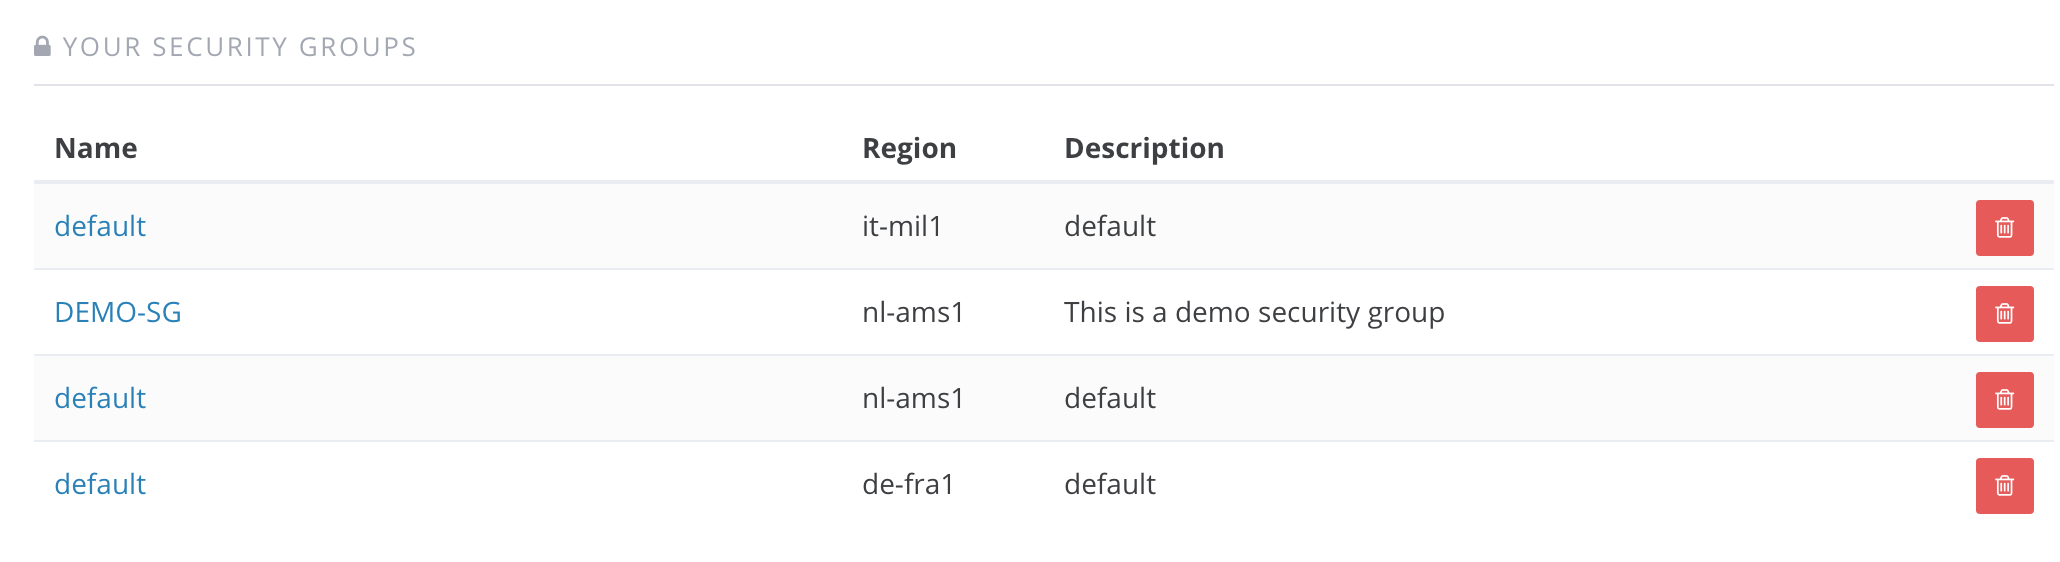 YOUR SECURITY GROUPS
Name Region Description
default it-mil1 default
DEMO-SG nl-ams1 This is a demo security group
default nl-ams1 default
default de-fra1 default